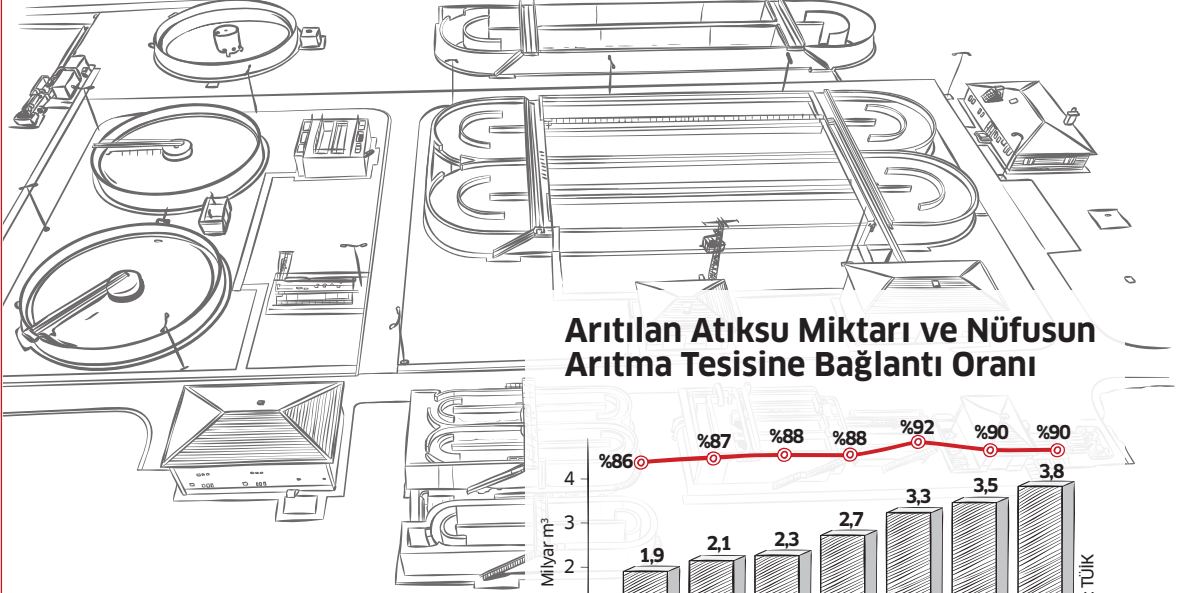 Arıtılan Atıksu Miktarı ve Nüfusun
Arıtma Tesisine Bağlantı Oranı
%86 %87 %88 %88 %92 %90 %90
4
3
2
Milyar m³
1,9 2,1 2,3 2,7 3,3 3,5 3,8
: TÜİK